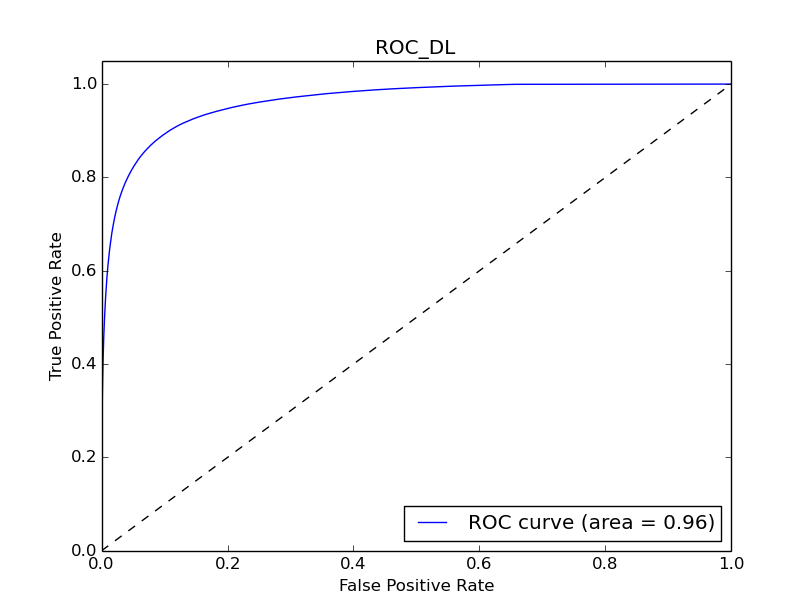 ROC_DL
1.0
0.8
0.6
0.4
0.2
0.0
True Positive Rate
ROC curve (area = 0.96)
0.0 0.2 0.4 0.6 0.8 1.0
False Positive Rate